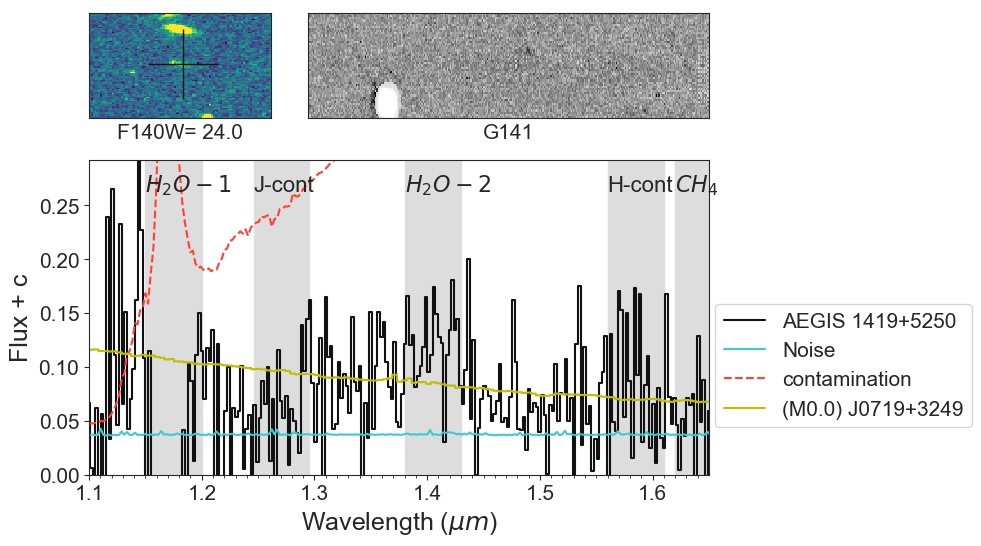 F140W= 24.0
G141
H₂O − 1
J-cont
H₂O − 2
H-cont
CH₄
Flux + c
0.25
0.20
0.15
0.10
0.05
0.00
1.1
1.2
1.3
1.4
1.5
1.6
Wavelength (μm)
AEGIS 1419+5250
Noise
contamination
(M0.0) J0719+3249